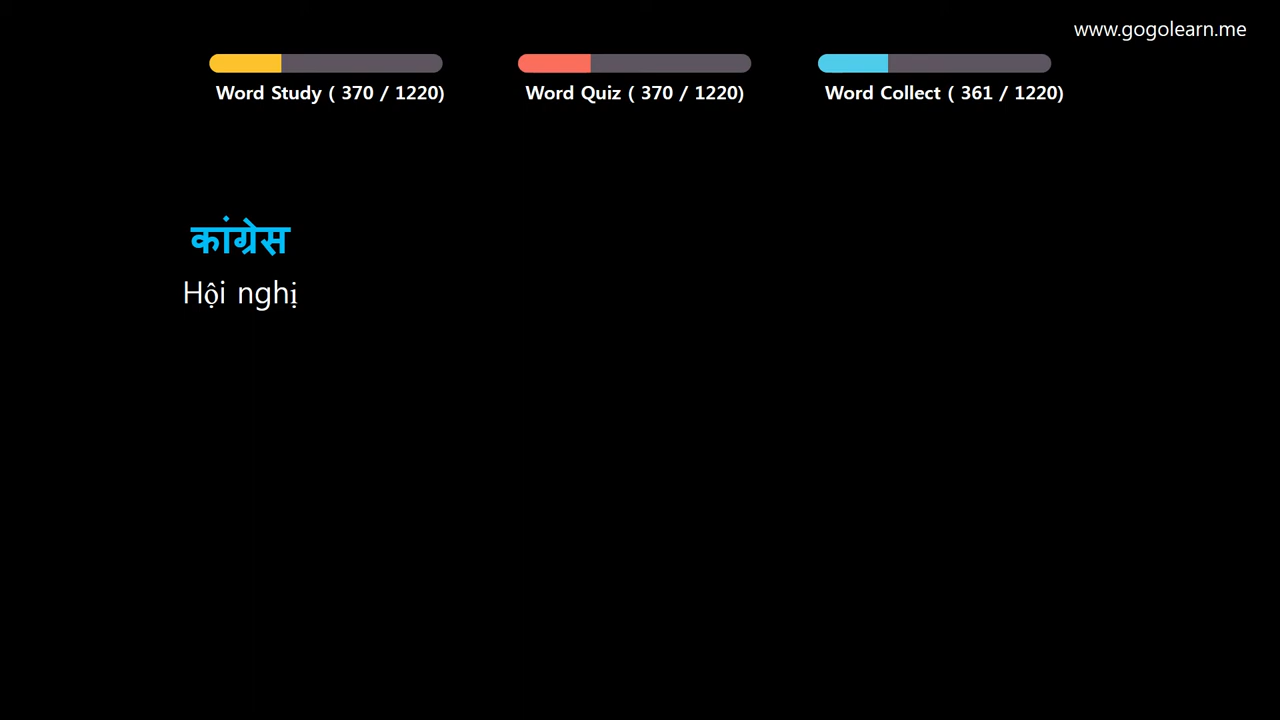 www.gogolearn.me
Word Study ( 370 / 1220)
Word Quiz ( 370 / 1220)
Word Collect ( 361 / 1220)
कांग्रेस
Hội nghị